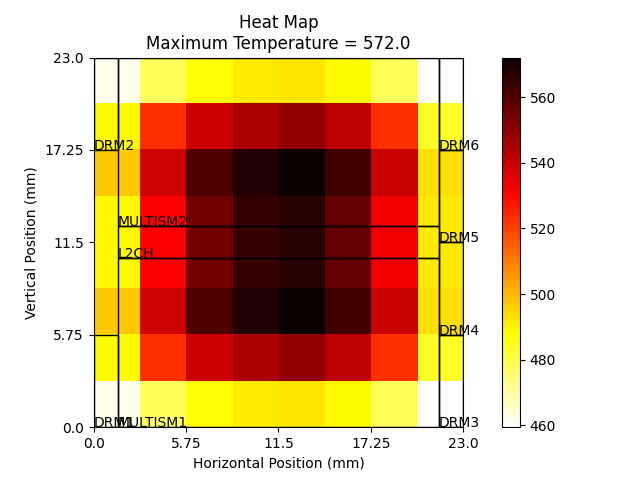 Heat Map
Maximum Temperature = 572.0
23.0
17.25
11.5
5.75
0.0
Vertical Position (mm)
DRM2
DRM6
MULTISM2
DRM5
L2CH
DRM4
DRM1
MULTISM1
DRM3
0.0
5.75
11.5
17.25
23.0
Horizontal Position (mm)
560
540
520
500
480
460